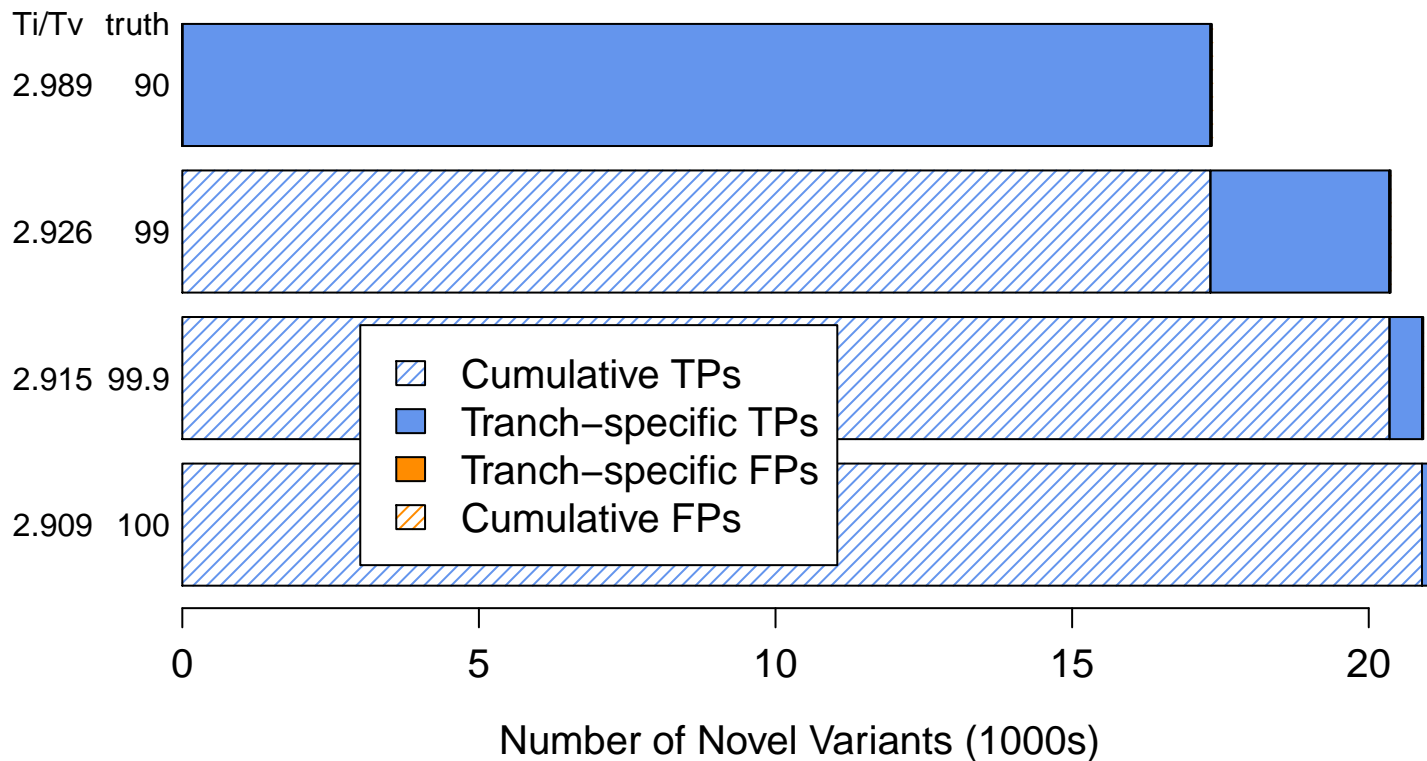 Ti/Tv truth
2.989 90
2.926 99
2.915 99.9
2.909 100
Cumulative TPs
Tranch−specific TPs
Tranch−specific FPs
Cumulative FPs
0 5 10 15 20
Number of Novel Variants (1000s)